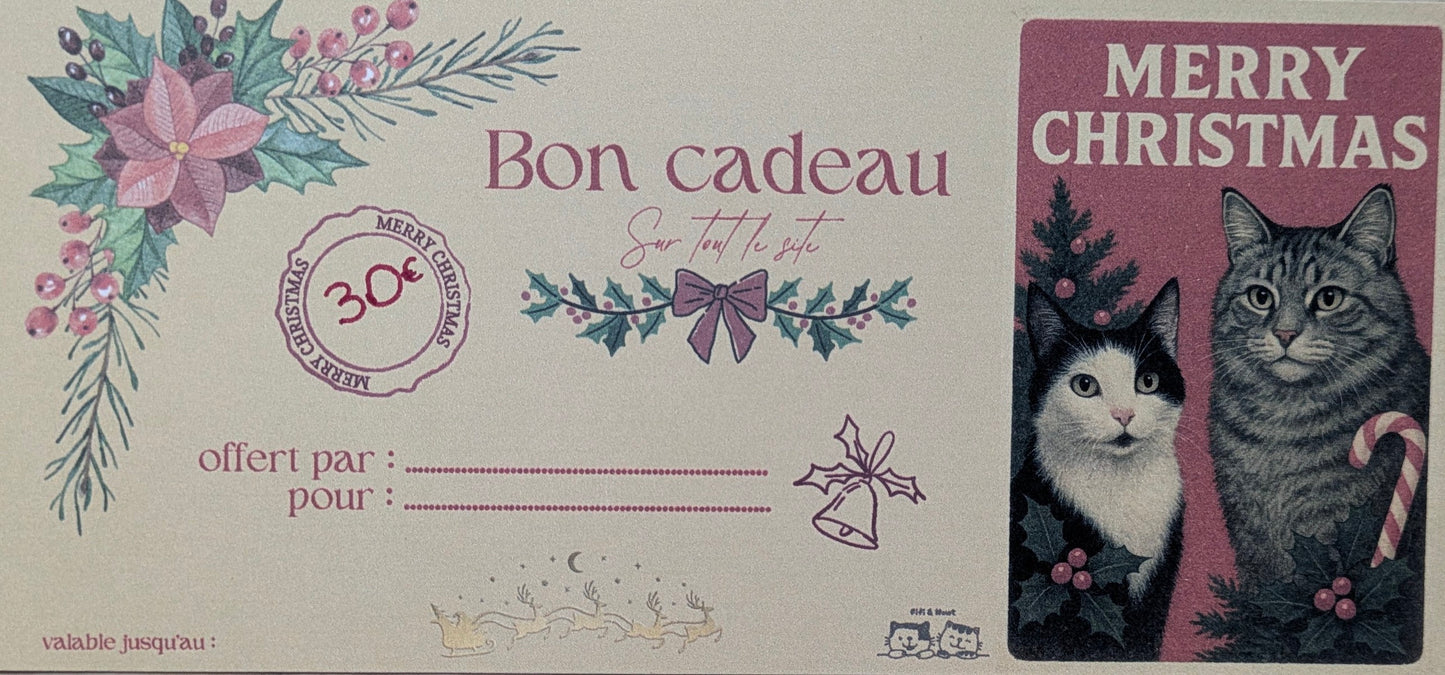 MERRY
CHRISTMAS
Bon cadeau
Sur tout le site
MERRY CHRISTMAS
MERRY CHRISTMAS
30€
offert par :
pour :
valable jusqu'au :